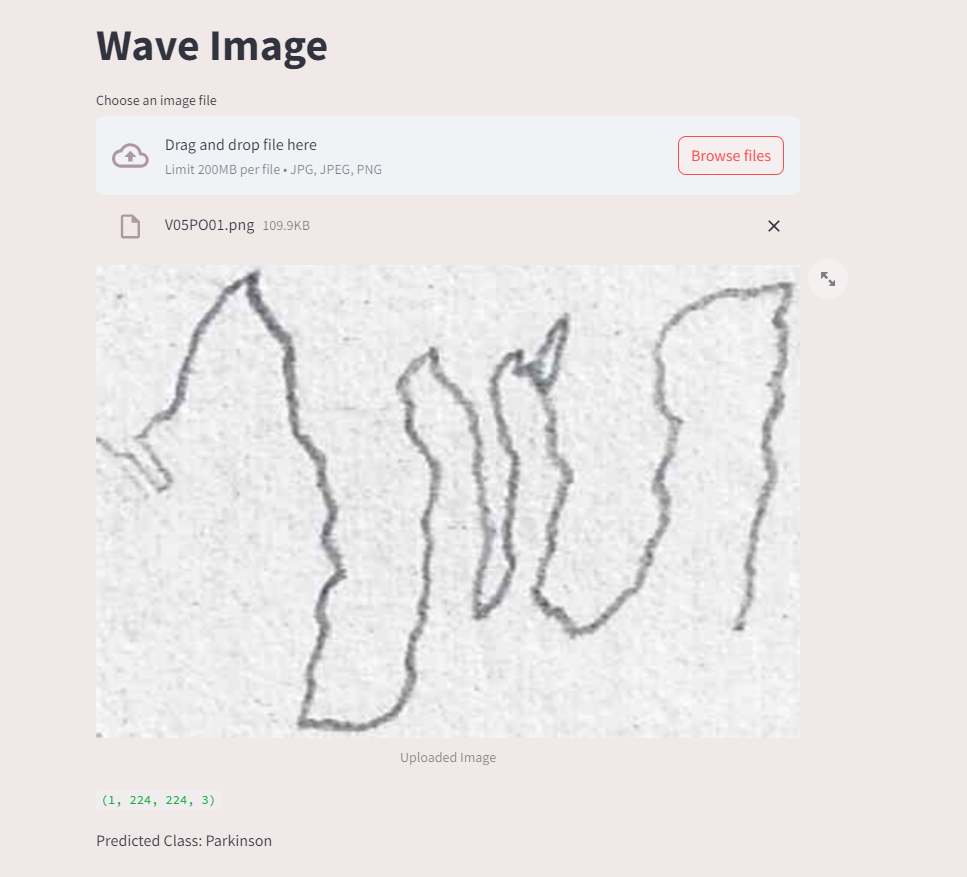 Wave Image
Choose an image file
Drag and drop file here
Limit 200MB per file • JPG, JPEG, PNG
Browse files
V05PO01.png 109.9KB
Uploaded Image
(1, 224, 224, 3)
Predicted Class: Parkinson